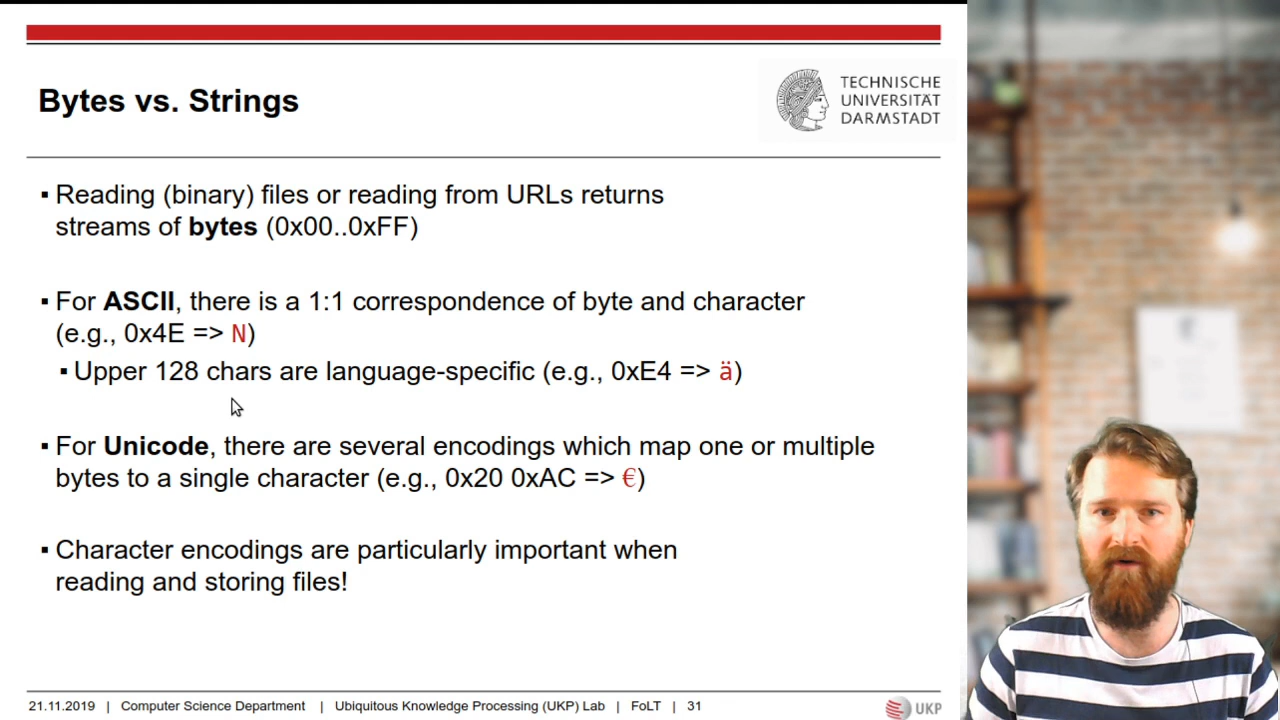 Bytes vs. Strings
TECHNISCHE
UNIVERSITÄT
DARMSTADT
▪ Reading (binary) files or reading from URLs returns
streams of bytes (0x00..0xFF)
▪ For ASCII, there is a 1:1 correspondence of byte and character
(e.g., 0x4E => N)
▪ Upper 128 chars are language-specific (e.g., 0xE4 => ä)
▪ For Unicode, there are several encodings which map one or multiple
bytes to a single character (e.g., 0x20 0xAC => €)
▪ Character encodings are particularly important when
reading and storing files!
21.11.2019 | Computer Science Department | Ubiquitous Knowledge Processing (UKP) Lab | FoLT | 31
UKP